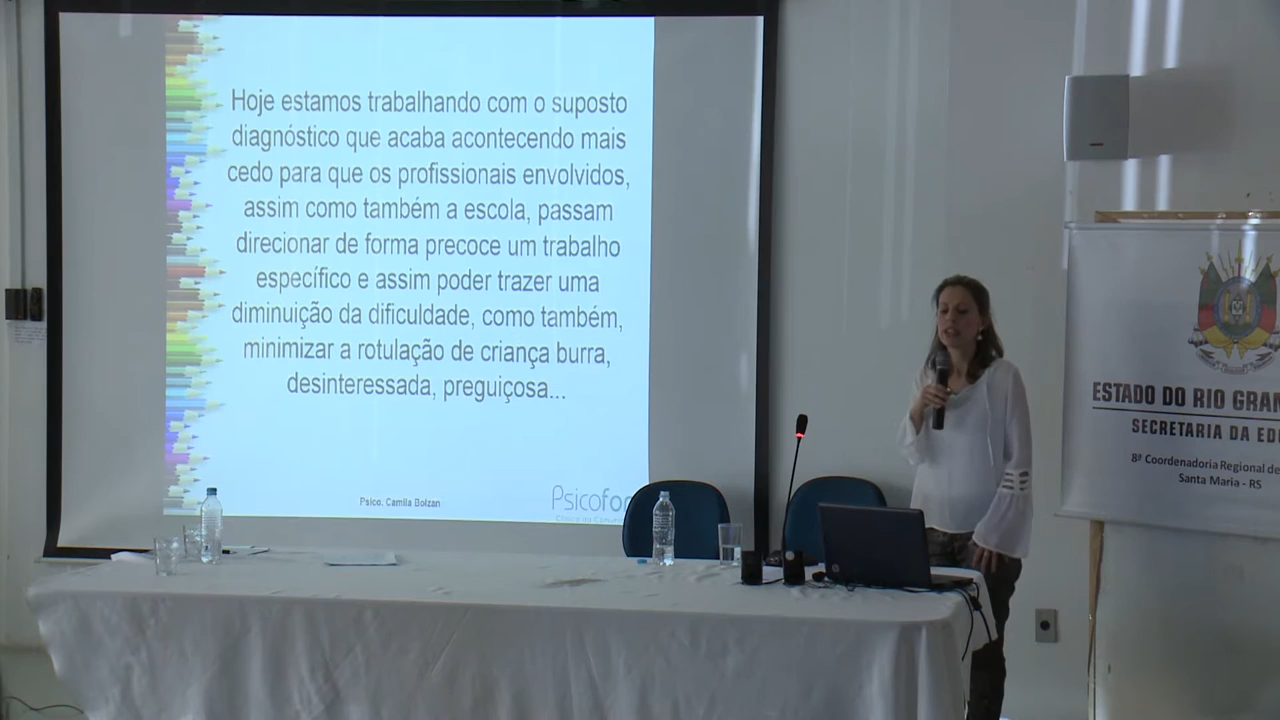 Hoje estamos trabalhando com o suposto
diagnóstico que acaba acontecendo mais
cedo para que os profissionais envolvidos,
assim como também a escola, passam
direcionar de forma precoce um trabalho
específico e assim poder trazer uma
diminuição da dificuldade, como também,
minimizar a rotulação de criança burra,
desinteressada, preguiçosa...
Psico. Camila Bolzan
Psicofor
ESTADO DO RIO GRAN
SECRETARIA DA ED
8ª Coordenadoria Regional de
Santa Maria - RS